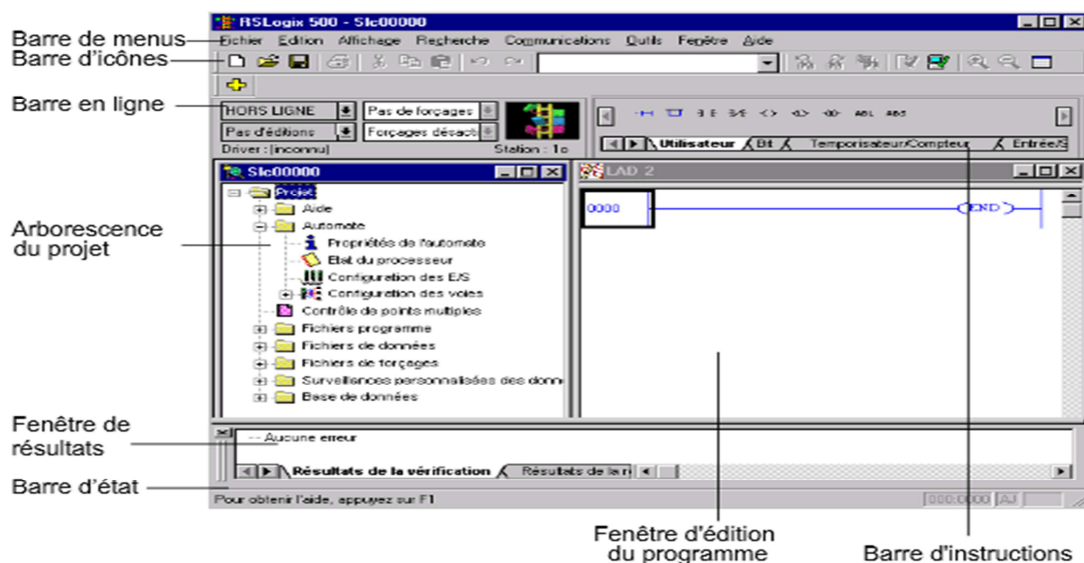 RSLogix 500 - Slc00000
Barre de menus
Fichier Edition Affichage Recherche Communications Outils Fenêtre Aide
Barre d'icônes
Barre en ligne
HORS LIGNE
Pas de forçages
Pas d'éditions
Forçages désacti
Driver : (inconnu)
Station : 1o
ABL ABS
Utilisateur Bit Temporisateur/Compteur Entrée/S
Slc00000
LAD 2
Projet
Aide
Automate
Propriétés de l'automate
Etat du processeur
Configuration des E/S
Configuration des voies
Contrôle de points multiples
Fichiers programme
Fichiers de données
Fichiers de forçages
Surveillances personnalisées des donn
Base de données
0000
END
Arborescence
du projet
Fenêtre de
résultats
Aucune erreur
Résultats de la vérification
Résultats de la r
Barre d'état
Pour obtenir l'aide, appuyez sur F1
000:0000
Fenêtre d'édition
du programme
Barre d'instructions